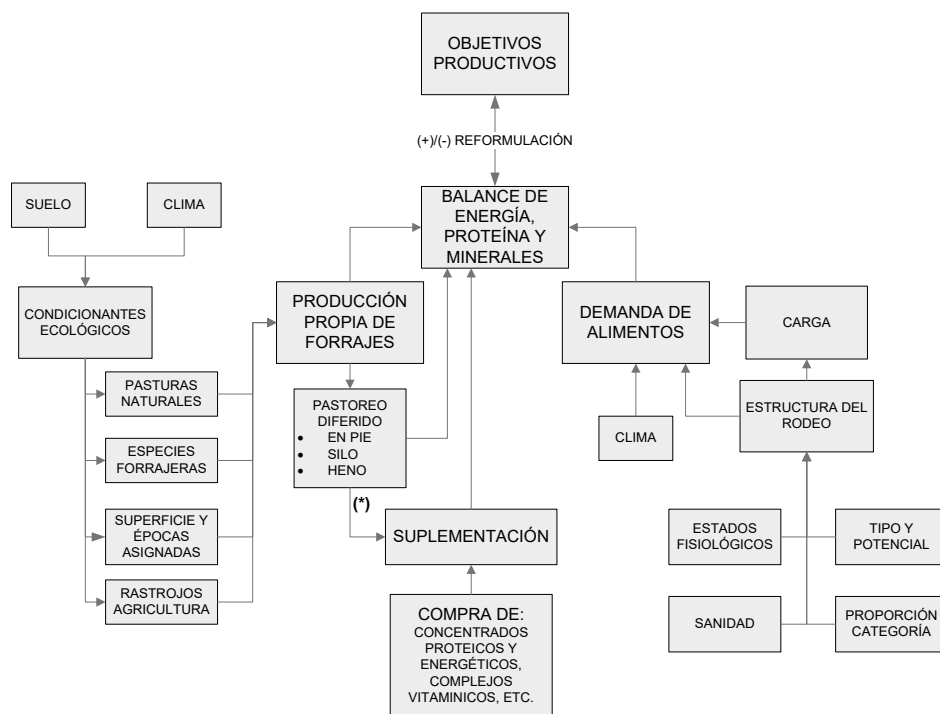 OBJETIVOS
PRODUCTIVOS
(+)/(-) REFORMULACIÓN
BALANCE DE
ENERGÍA,
PROTEÍNA Y
MINERALES
SUELO
CLIMA
CONDICIONANTES
ECOLÓGICOS
PASTURAS
NATURALES
ESPECIES
FORRAJERAS
SUPERFICIE Y
ÉPOCAS
ASIGNADAS
RASTROJOS
AGRICULTURA
PRODUCCIÓN
PROPIA DE
FORRAJES
PASTOREO
DIFERIDO
• EN PIE
• SILO
• HENO
(*)
SUPLEMENTACIÓN
COMPRA DE:
CONCENTRADOS
PROTEICOS Y
ENERGÉTICOS,
COMPLEJOS
VITAMINICOS, ETC.
DEMANDA DE
ALIMENTOS
CARGA
CLIMA
ESTRUCTURA DEL
RODEO
ESTADOS
FISIOLÓGICOS
TIPO Y
POTENCIAL
SANIDAD
PROPORCIÓN
CATEGORÍA